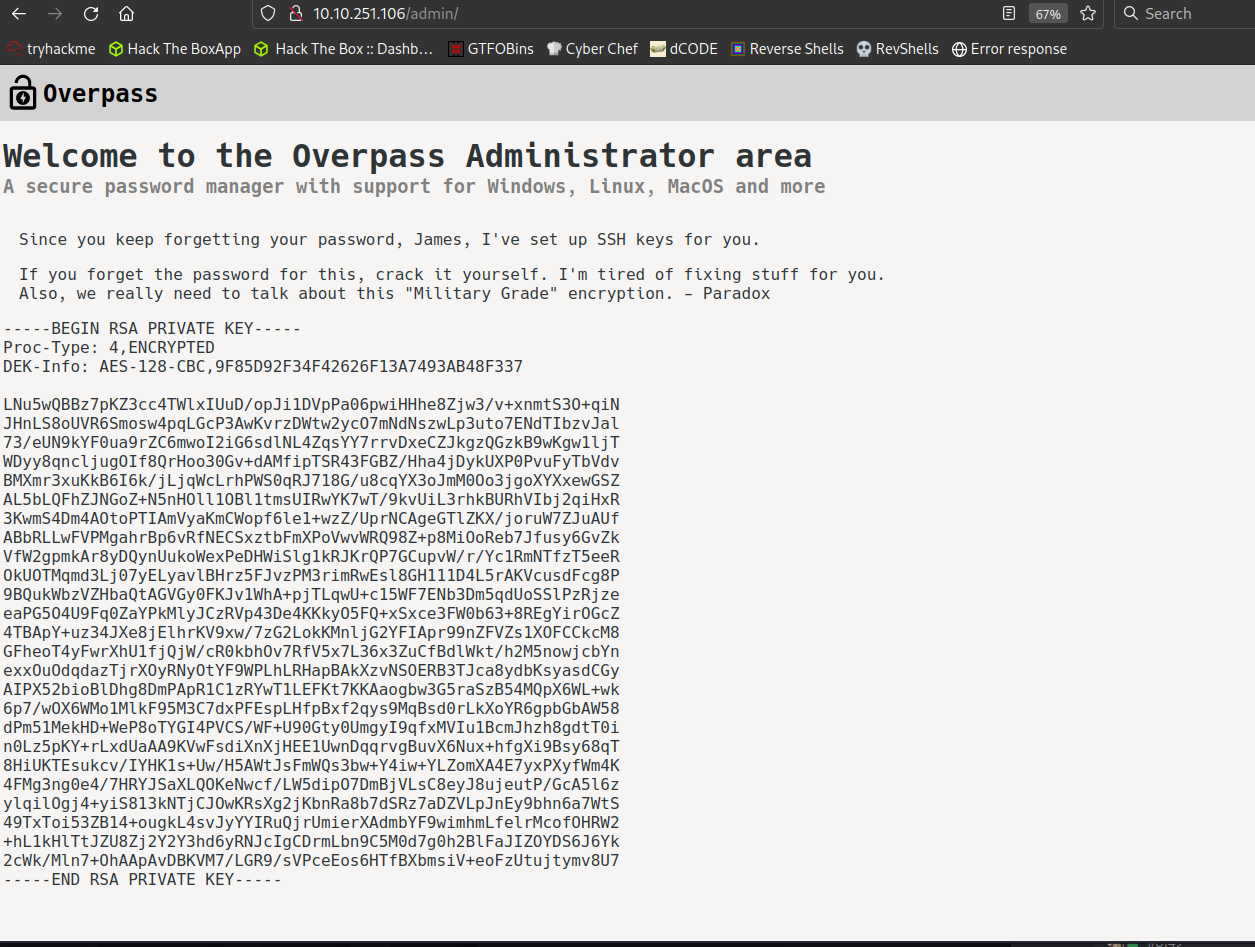 10.10.251.106/admin/
67%
Search
tryhackme
Hack The BoxApp
Hack The Box :: Dashb…
GTFOBins
Cyber Chef
dCODE
Reverse Shells
RevShells
Error response
Overpass
Welcome to the Overpass Administrator area
A secure password manager with support for Windows, Linux, MacOS and more
Since you keep forgetting your password, James, I've set up SSH keys for you.
If you forget the password for this, crack it yourself. I'm tired of fixing stuff for you.
Also, we really need to talk about this "Military Grade" encryption. - Paradox
-----BEGIN RSA PRIVATE KEY-----
Proc-Type: 4,ENCRYPTED
DEK-Info: AES-128-CBC,9F85D92F34F42626F13A7493AB48F337
LNu5wQBBz7pKZ3cc4TWlxIUuD/opJi1DVpPa06pwiHHhe8Zjw3/v+xnmtS3O+qiN
JHnLS8oUVR6Smosw4pqLGcP3AwKvrzDWtw2ycO7mNdNszwLp3uto7ENdTIbzvJal
73/eUN9kYF0ua9rZC6mwoI2iG6sdlNL4ZqsYY7rrvDxeCZJkgzQGzkB9wKgw1ljT
WDyy8qncljugOIf8QrHoo30Gv+dAMfipTSR43FGBZ/Hha4jDykUXP0PvuFyTbVdv
BMXmr3xuKkB6I6k/jLjqWcLrhPWS0qRJ718G/u8cqYX3oJmM0Oo3jgoXYXxewGSZ
AL5bLQFhZJNGoZ+N5nHOll1OBl1tmsUIRwYK7wT/9kvUiL3rhkBURhVIbj2qiHxR
3KwmS4Dm4AOtoPTIAmVyaKmCWopf6le1+wzZ/UprNCAgeGTlZKX/joruW7ZJuAUf
ABbRLLwFVPMgahrBp6vRfNECSxztbFmXPoVwvWRQ98Z+p8MiOoReb7Jfusy6GvZk
VfW2gpmkAr8yDQynUukoWexPeDHWiSlg1kRJKrQP7GCupvW/r/Yc1RmNTfzT5eeR
OkUOTMqmd3Lj07yELyavlBHrz5FJvzPM3rimRwEsl8GH111D4L5rAKVcusdFcg8P
9BQukWbzVZHbaQtAGVGy0FKJv1WhA+pjTLqwU+c15WF7ENb3Dm5qdUoSSlPzRjze
eaPG5O4U9Fq0ZaYPkMlyJCzRVp43De4KKkyO5FQ+xSxce3FW0b63+8REgYirOGcZ
4TBApY+uz34JXe8jElhrKV9xw/7zG2LokKMnljG2YFIApr99nZFVZs1XOFCCkcM8
GFheoT4yFwrXhU1fjQjW/cR0kbhOv7RfV5x7L36x3ZuCfBdlWkt/h2M5nowjcbYn
exxOuOdqdazTjrXOyRNyOtYF9WPLhLRHapBAkXzvNSOERB3TJca8ydbKsyasdCGy
AIPX52bioBlDhg8DmPApR1C1zRYwT1LEFKt7KKAaogbw3G5raSzB54MQpX6WL+wk
6p7/wOX6WMo1MlkF95M3C7dxPFEspLHfpBxf2qys9MqBsd0rLkXoYR6gpbGbAW58
dPm51MekHD+WeP8oTYGI4PVCS/WF+U90Gty0UmgyI9qfxMVIu1BcmJhzh8gdtT0i
n0Lz5pKY+rLxdUaAA9KVwFsdiXnXjHEE1UwnDqqrvgBuvX6Nux+hfgXi9Bsy68qT
8HiUKTEsukcv/IYHK1s+Uw/H5AWtJsFmWQs3bw+Y4iw+YLZomXA4E7yxPXyfWm4K
4FMg3ng0e4/7HRYJSaXLQOKeNwcf/LW5dipO7DmBjVLsC8eyJ8ujeutP/GcA5l6z
ylqilOgj4+yiS813kNTjCJOwKRsXg2jKbnRa8b7dSRz7aDZVLpJnEy9bhn6a7WtS
49TxToi53ZB14+ougkL4svJyYYIRuQjrUmierXAdmbYF9wimhmLfelrMcofOHRW2
+hL1kHlTtJZU8Zj2Y2Y3hd6yRNJcIgCDrmLbn9C5M0d7g0h2BlFaJIZOYDS6J6Yk
2cWk/Mln7+OhAApAvDBKVM7/LGR9/sVPceEos6HTfBXbmsiV+eoFzUtujtymv8U7
-----END RSA PRIVATE KEY-----